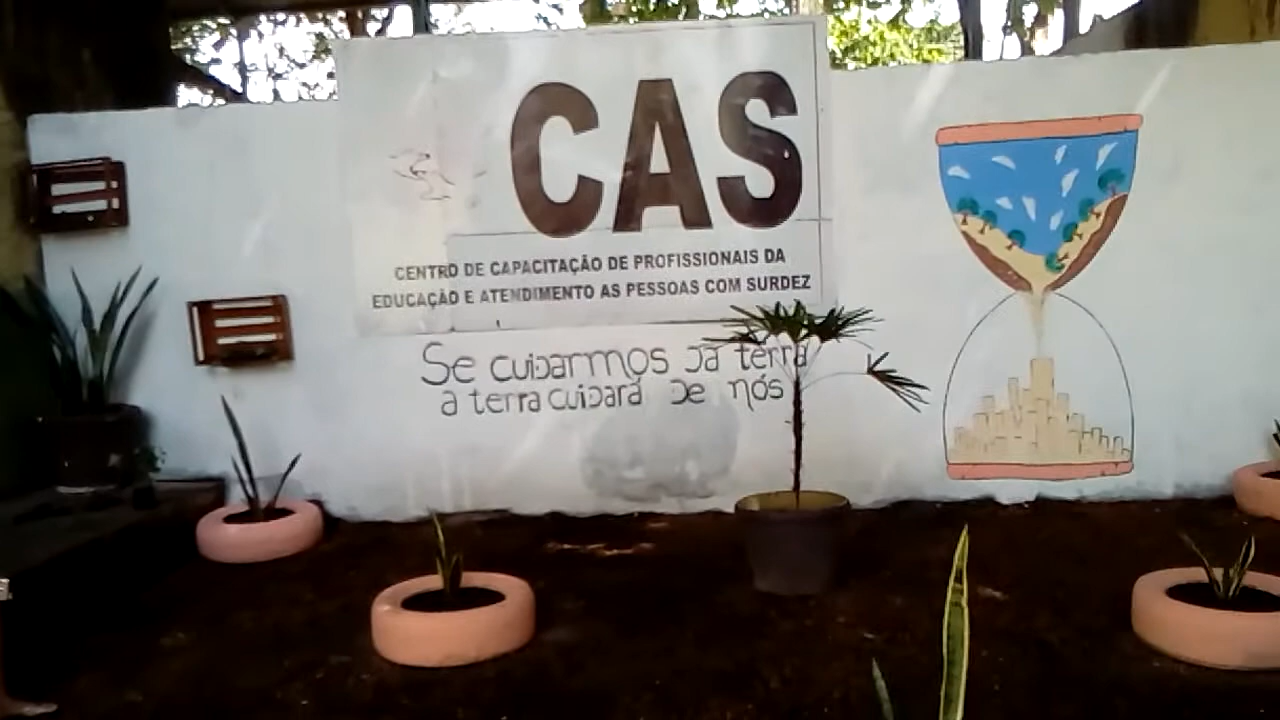 CAS
CENTRO DE CAPACITAÇÃO DE PROFISSIONAIS DA
EDUCAÇÃO E ATENDIMENTO AS PESSOAS COM SURDEZ
Se cuidarmos da terra
a terra cuidará de nós